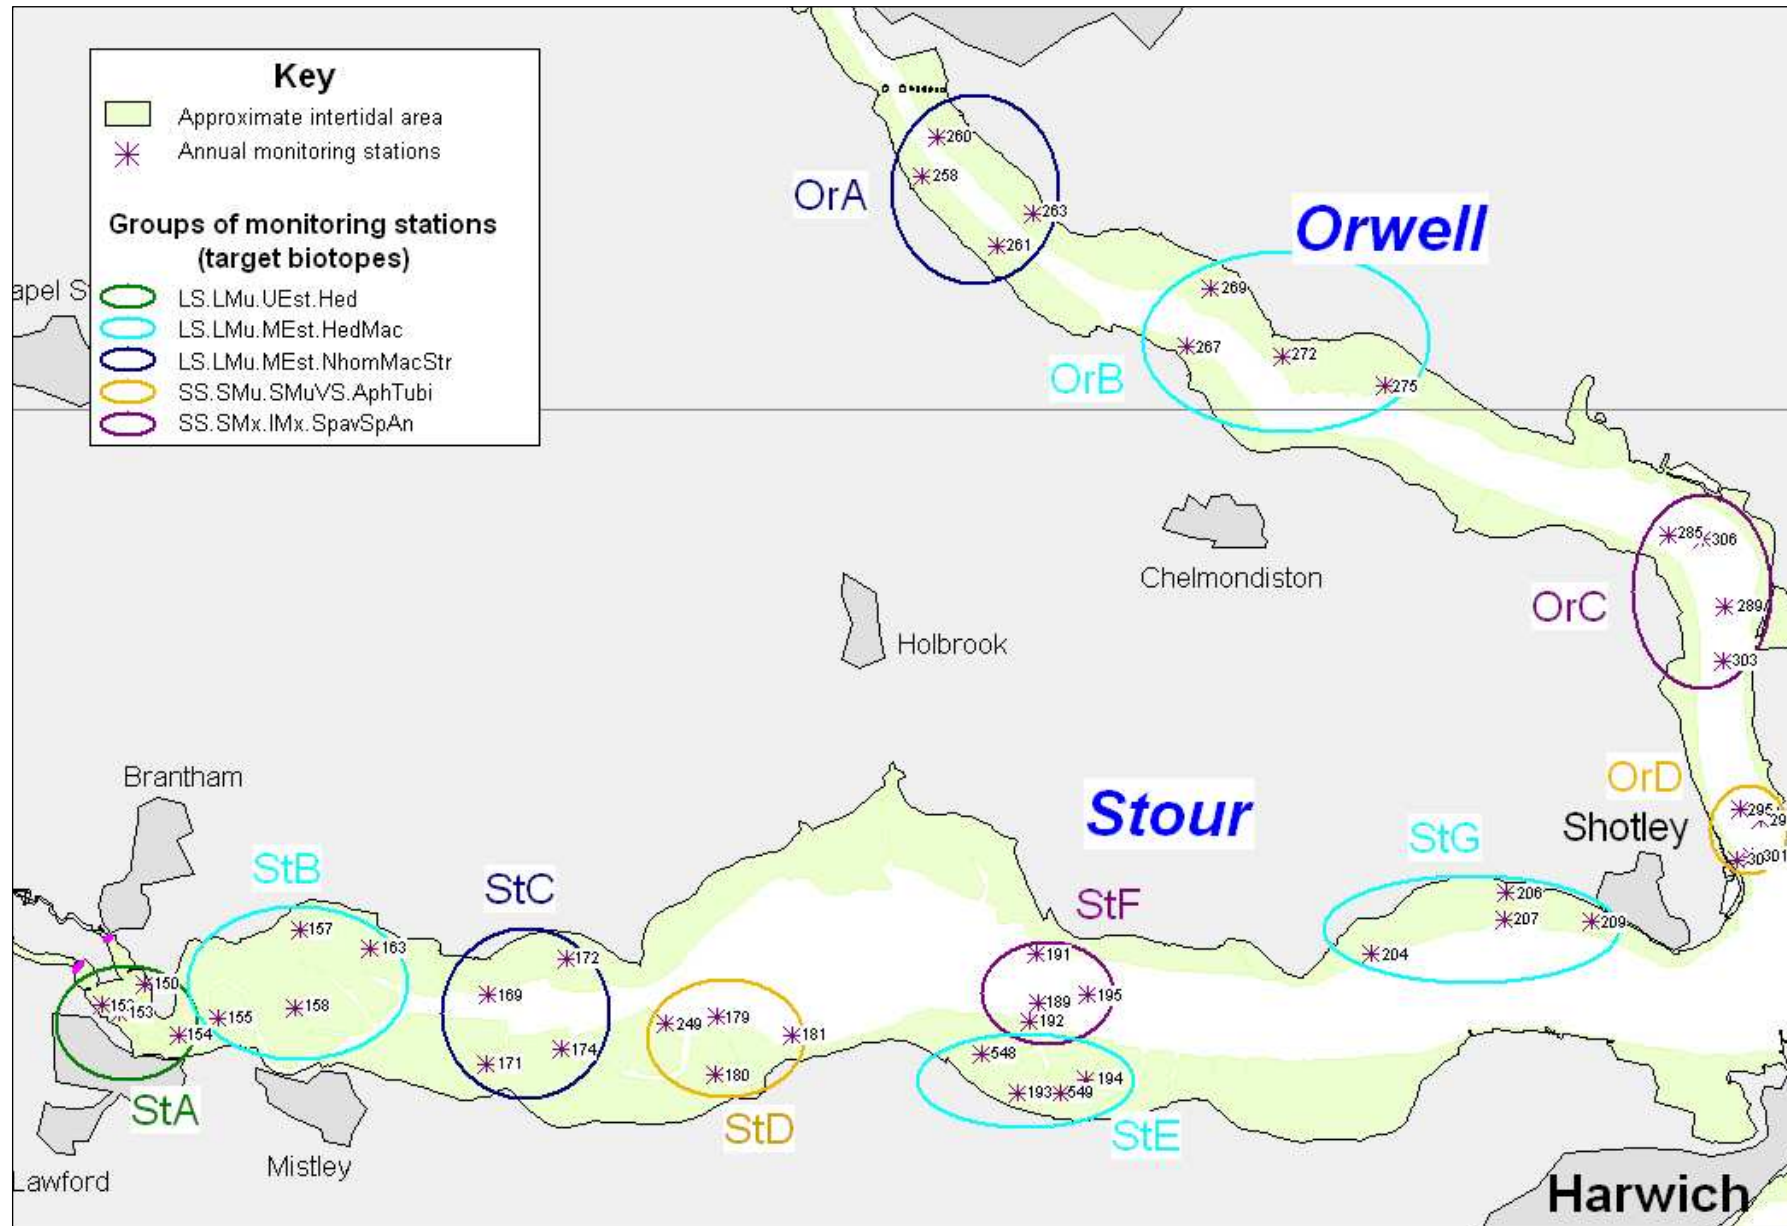 Key
Approximate intertidal area
Annual monitoring stations
Groups of monitoring stations
(target biotopes)
LS.LMu.UEst.Hed
LS.LMu.MEst.HedMac
LS.LMu.MEst.NhomMacStr
SS.SMu.SMuVS.AphTubi
SS.SMx.IMx.SpavSpAn
apel S
260
258
OrA
263
261
Orwell
269
267
272
OrB
275
Chelmondiston
Holbrook
285
306
OrC
289
303
OrD
295
301
Shotley
Brantham
Stour
StB
StC
StF
StG
157
163
172
191
206
207
209
204
150
153
154
155
158
169
189
195
192
249
179
181
171
174
180
548
194
193
549
StA
StD
StE
Lawford
Mistley
Harwich